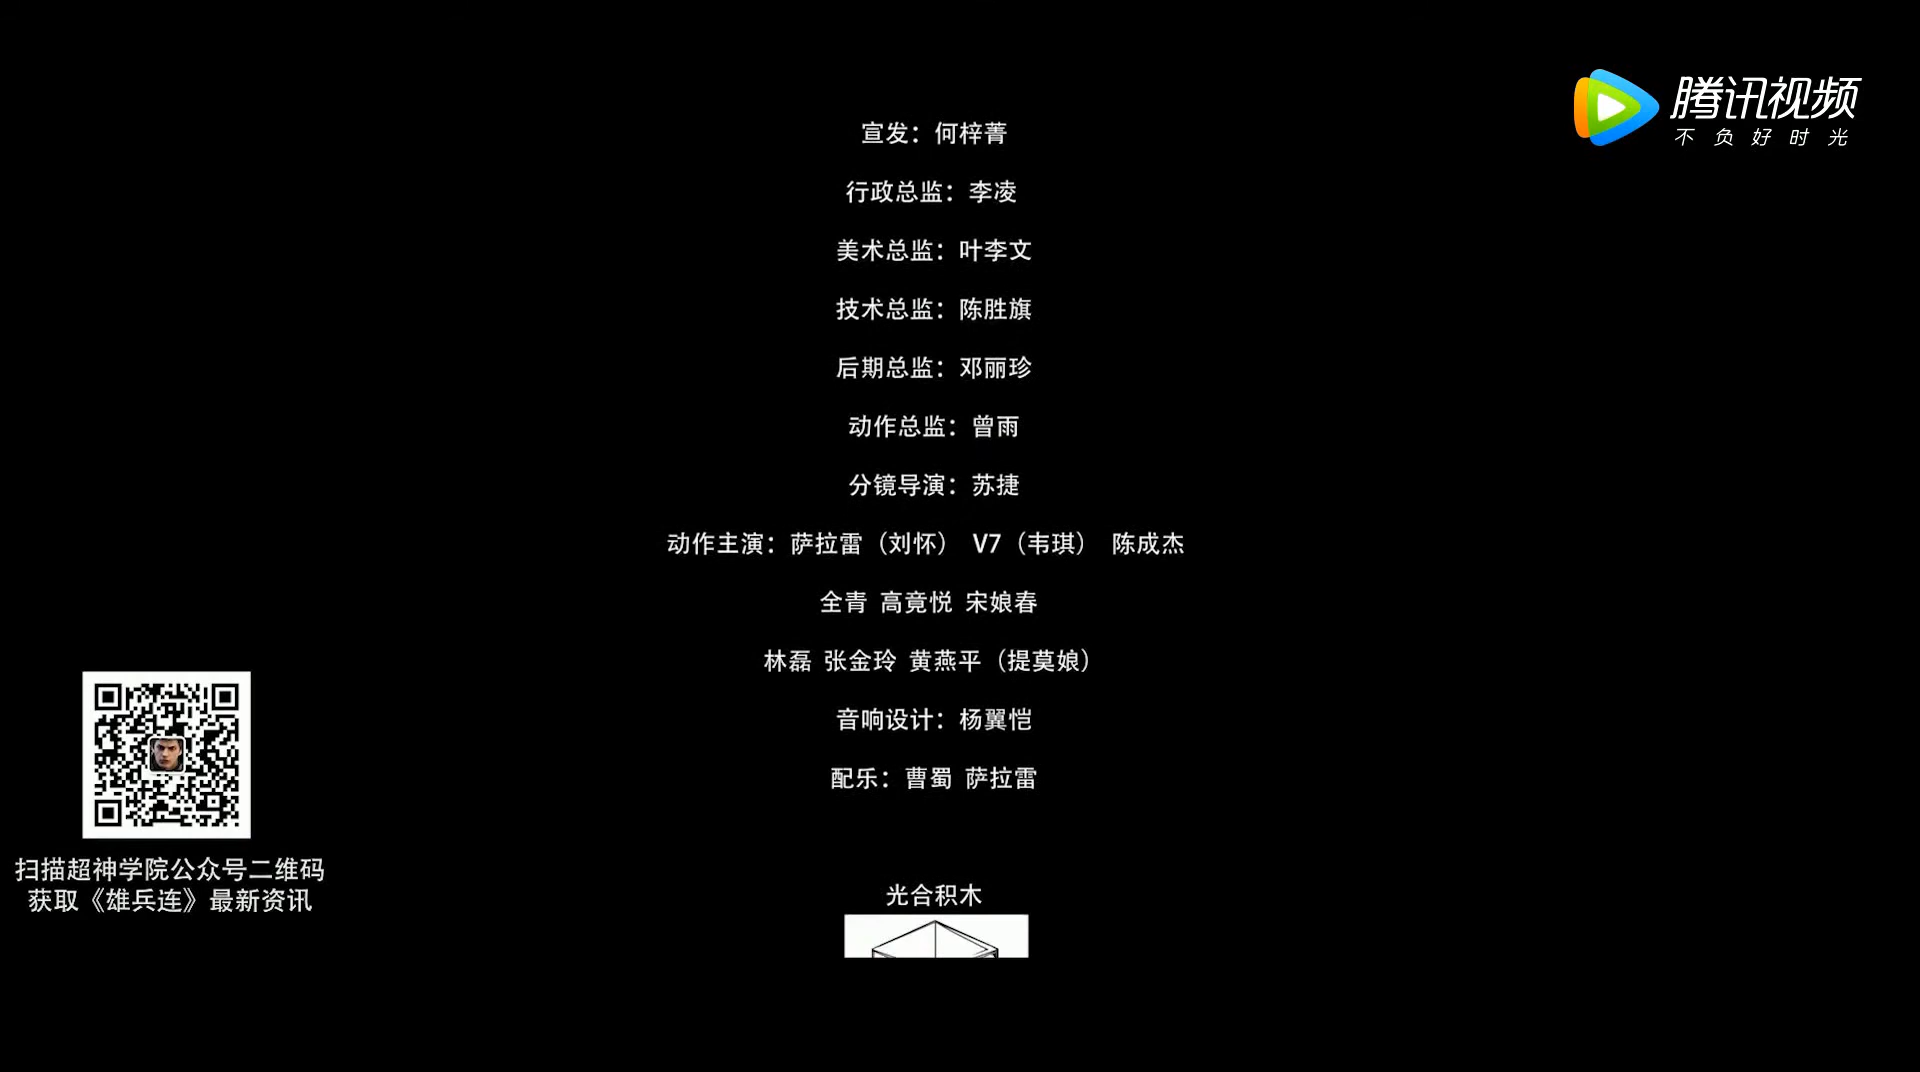 腾讯视频
不负好时光
宣发：何梓菁
行政总监：李凌
美术总监：叶李文
技术总监：陈胜旗
后期总监：邓丽珍
动作总监：曾雨
分镜导演：苏捷
动作主演：萨拉雷（刘怀） V7（韦琪） 陈成杰
全青 高竟悦 宋娘春
林磊 张金玲 黄燕平（提莫娘）
音响设计：杨翼恺
配乐：曹蜀 萨拉雷
扫描超神学院公众号二维码
获取《雄兵连》最新资讯
光合积木